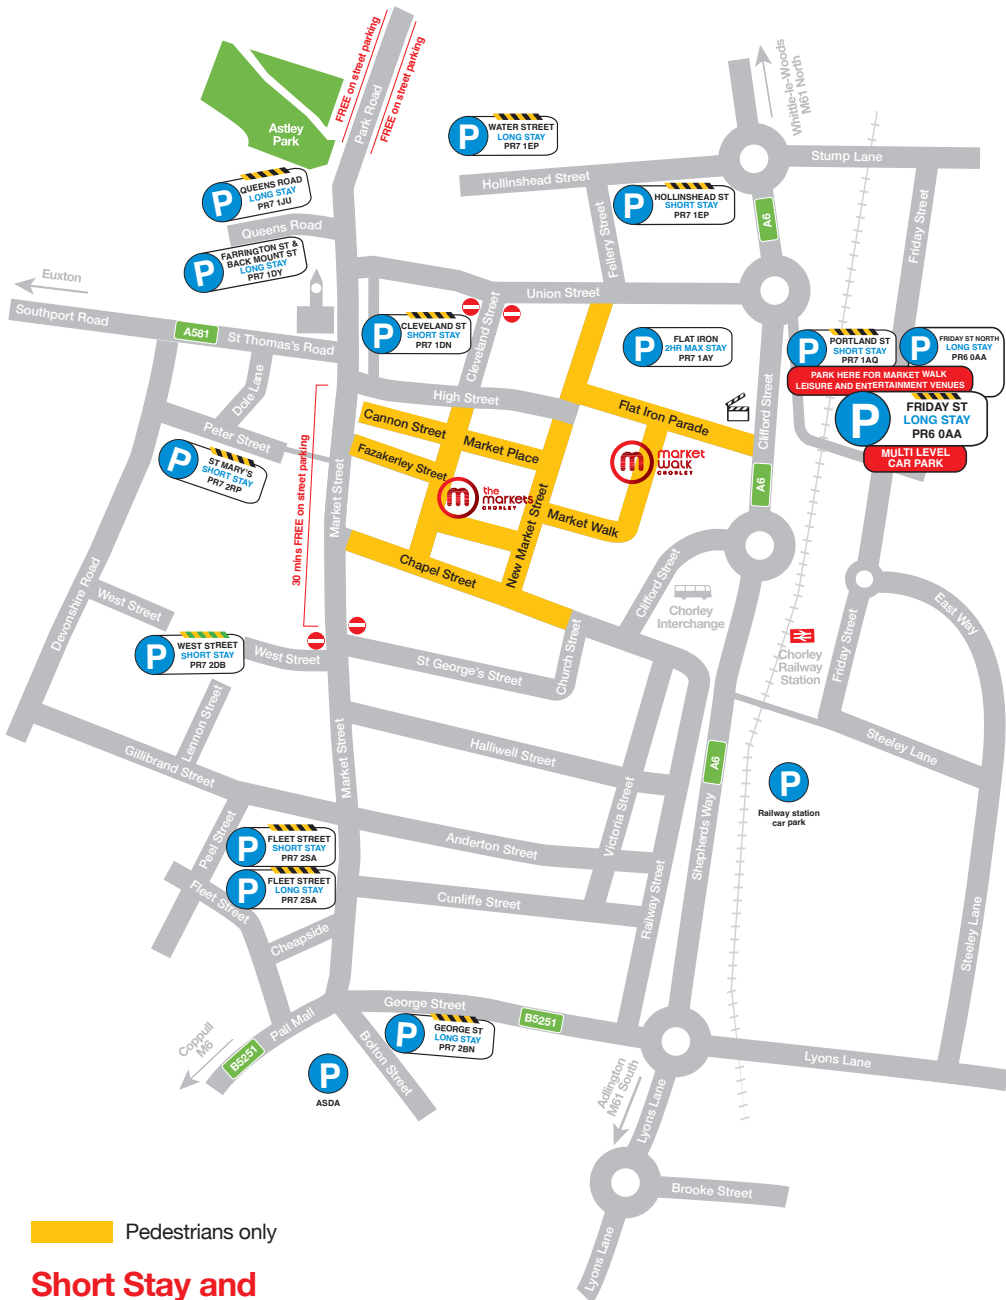 FREE on street parking
Park Road
FREE on street parking
Whittle-le-Woods
M61 North
Astley
Park
P
WATER STREET
LONG STAY
PR7 1EP
Stump Lane
Hollinshead Street
P
QUEENS ROAD
LONG STAY
PR7 1JU
P
HOLLINSHEAD ST
SHORT STAY
PR7 1EP
A6
Friday Street
Queens Road
Fellery Street
P
FARRINGTON ST &
BACK MOUNT ST
LONG STAY
PR7 1DY
Euxton
Union Street
Southport Road
A581
St Thomas's Road
P
CLEVELAND ST
SHORT STAY
PR7 1DN
Cleveland Street
P
FLAT IRON
2HR MAX STAY
PR7 1AY
P
PORTLAND ST
SHORT STAY
PR7 1AQ
P
FRIDAY ST NORTH
LONG STAY
PR6 0AA
PARK HERE FOR MARKET WALK
LEISURE AND ENTERTAINMENT VENUES
P
FRIDAY ST
LONG STAY
PR6 0AA
MULTI LEVEL
CAR PARK
Dole Lane
High Street
Clifford Street
Flat Iron Parade
Cannon Street
Market Place
Peter Street
Fazakerley Street
market
walk
CHORLEY
P
ST MARY'S
SHORT STAY
PR7 2RP
30 mins FREE on street parking
Market Street
the
markets
CHORLEY
New Market Street
Market Walk
A6
Chapel Street
Clifford Street
Devonshire Road
West Street
Chorley
Interchange
East Way
P
WEST STREET
SHORT STAY
PR7 2DB
West Street
St George's Street
Church Street
Chorley
Railway
Station
Friday Street
Lennon Street
Gillibrand Street
Market Street
Halliwell Street
A6
Steeley Lane
P
Railway station
car park
Peel Street
Victoria Street
Shepherds Way
P
FLEET STREET
SHORT STAY
PR7 2SA
Anderton Street
P
FLEET STREET
LONG STAY
PR7 2SA
Fleet Street
Cunliffe Street
Railway Street
Cheapside
Steeley Lane
George Street
Pall Mall
B5251
Coppull
M6
B5251
P
GEORGE ST
LONG STAY
PR7 2BN
Bolton Street
P
ASDA
Lyons Lane
Adlington
M61 South
Lyons Lane
Brooke Street
Lyons Lane
Pedestrians only
Short Stay and